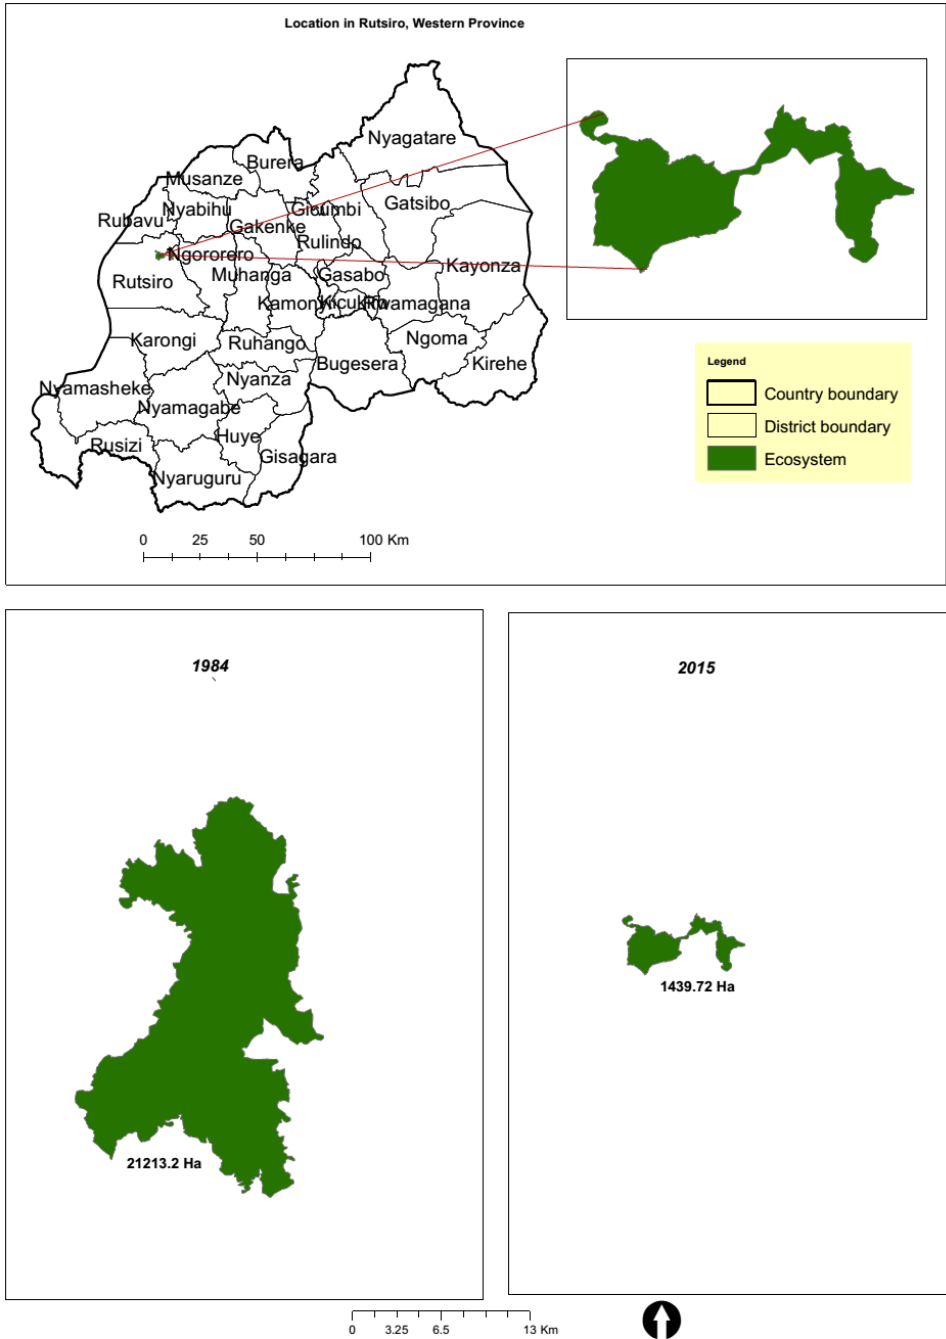 Location in Rutsiro, Western Province
Nyagatare
Burera
Musanze
Gatsibo
Nyabihu
Gicumbi
Rubavu
Gakenke
Rulindo
Ngororero
Kayonza
Muhanga
Gasabo
Rutsiro
Kamonyi
Kicukiro
Rwamagana
Karongi
Ruhango
Ngoma
Bugesera
Kirehe
Nyanza
Nyamasheke
Nyamagabe
Huye
Rusizi
Gisagara
Nyaruguru
0 25 50 100 Km
Legend
Country boundary
District boundary
Ecosystem
1984
21213.2 Ha
2015
1439.72 Ha
0 3.25 6.5 13 Km